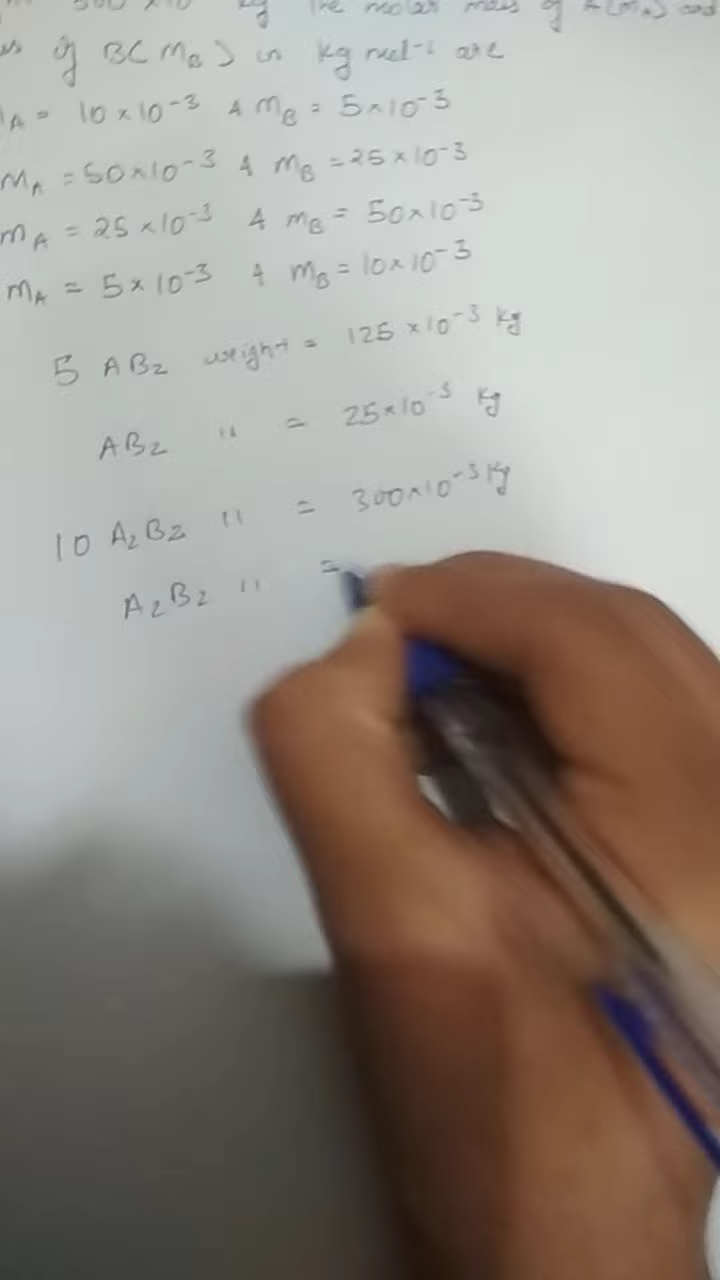 300 × 10 kg the molar mass of A(MA) and
of B(MB) in kg mol-1 are
A = 10×10-3 & MB = 5×10-3
MA = 50×10-3 & MB = 25×10-3
MA = 25×10-3 & MB = 50×10-3
MA = 5×10-3 & MB = 10×10-3
5 AB2 weight = 125×10-3 kg
AB2 " = 25×10-3 kg
10 A2B2 " = 300×10-3 kg
A2B2 " =